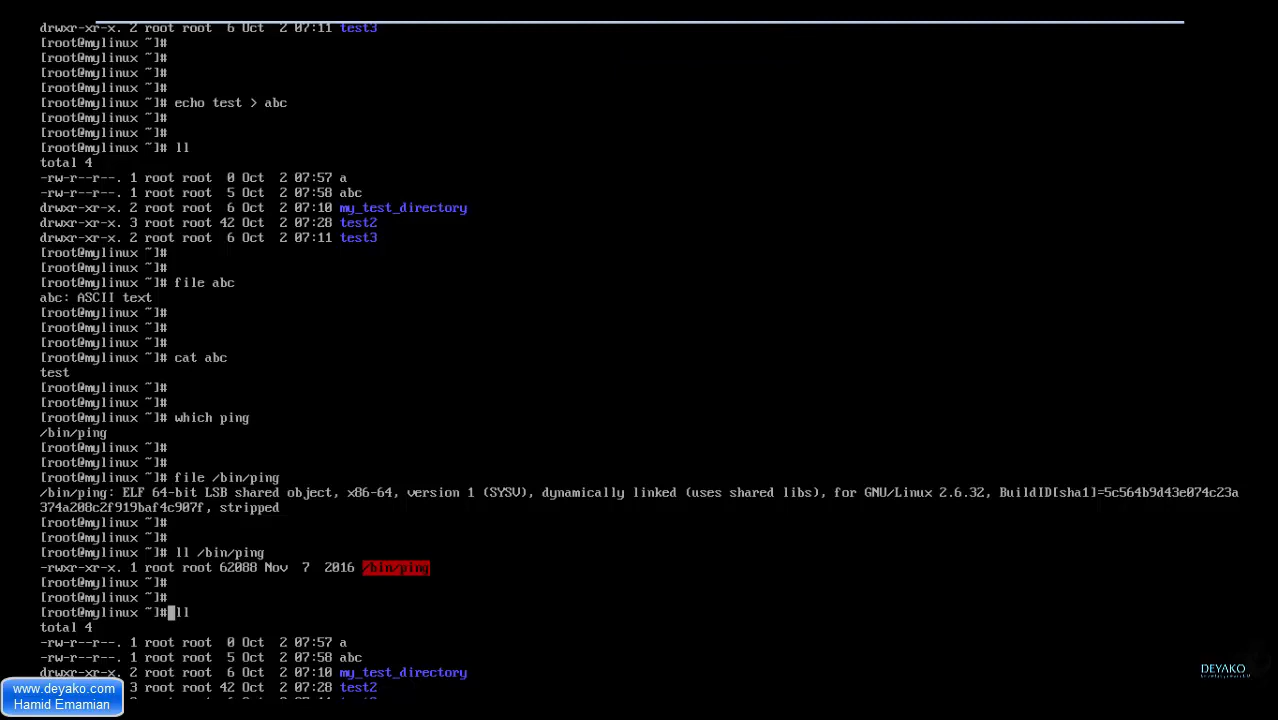 drwxr-xr-x. 2 root root  6 Oct  2 07:11 test3
[root@mylinux ~]#
[root@mylinux ~]#
[root@mylinux ~]#
[root@mylinux ~]#
[root@mylinux ~]# echo test > abc
[root@mylinux ~]#
[root@mylinux ~]#
[root@mylinux ~]# ll
total 4
-rw-r--r--. 1 root root  0 Oct  2 07:57 a
-rw-r--r--. 1 root root  5 Oct  2 07:58 abc
drwxr-xr-x. 2 root root  6 Oct  2 07:10 my_test_directory
drwxr-xr-x. 3 root root 42 Oct  2 07:28 test2
drwxr-xr-x. 2 root root  6 Oct  2 07:11 test3
[root@mylinux ~]#
[root@mylinux ~]#
[root@mylinux ~]# file abc
abc: ASCII text
[root@mylinux ~]#
[root@mylinux ~]#
[root@mylinux ~]#
[root@mylinux ~]# cat abc
test
[root@mylinux ~]#
[root@mylinux ~]#
[root@mylinux ~]# which ping
/bin/ping
[root@mylinux ~]#
[root@mylinux ~]#
[root@mylinux ~]# file /bin/ping
/bin/ping: ELF 64-bit LSB shared object, x86-64, version 1 (SYSV), dynamically linked (uses shared libs), for GNU/Linux 2.6.32, BuildID[sha1]=5c564b9d43e074c23a
374a208c2f919baf4c907f, stripped
[root@mylinux ~]#
[root@mylinux ~]#
[root@mylinux ~]# ll /bin/ping
-rwxr-xr-x. 1 root root 62088 Nov  7  2016 /bin/ping
[root@mylinux ~]#
[root@mylinux ~]#
[root@mylinux ~]# ll
total 4
-rw-r--r--. 1 root root  0 Oct  2 07:57 a
-rw-r--r--. 1 root root  5 Oct  2 07:58 abc
drwxr-xr-x. 2 root root  6 Oct  2 07:10 my_test_directory
3 root root 42 Oct  2 07:28 test2
DEYAKO
www.deyako.com
Hamid Emamian